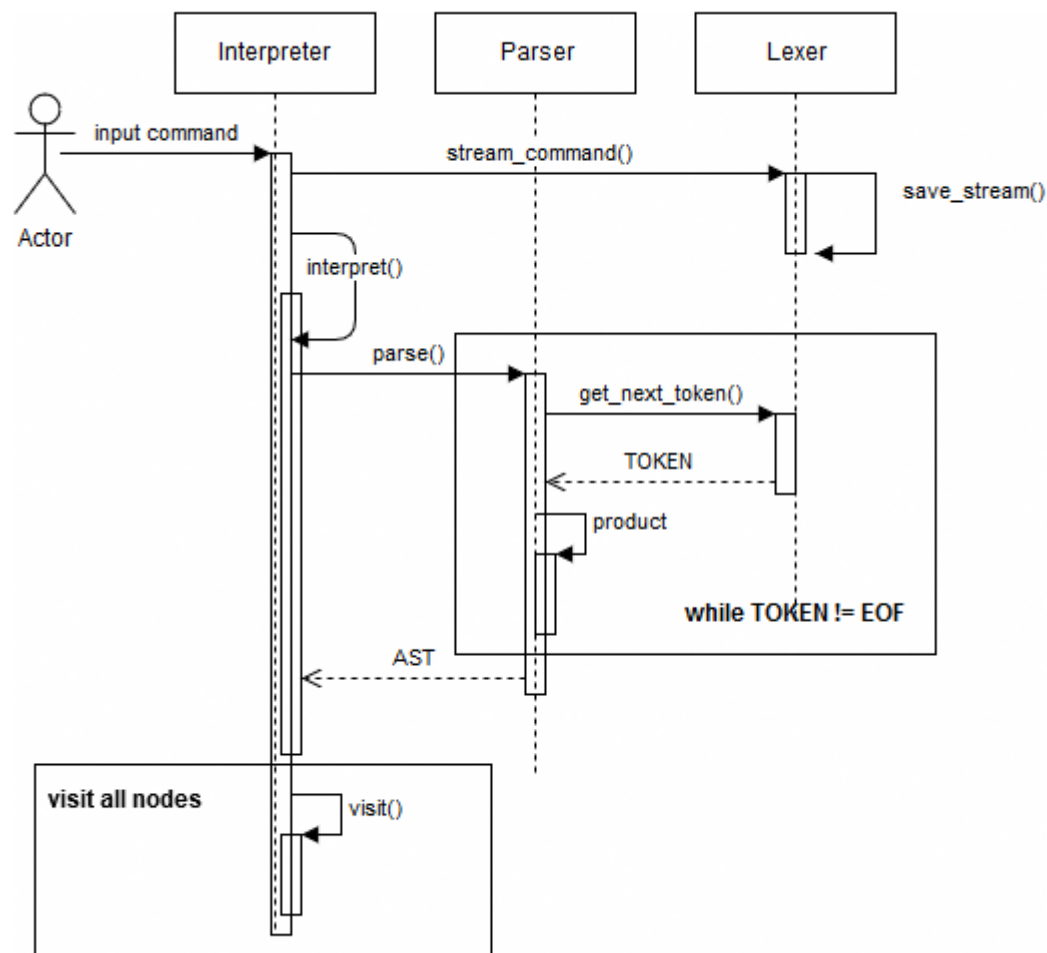 Interpreter
Parser
Lexer
input command
stream_command()
save_stream()
Actor
interpret()
parse()
get_next_token()
TOKEN
product
while TOKEN != EOF
AST
visit all nodes
visit()